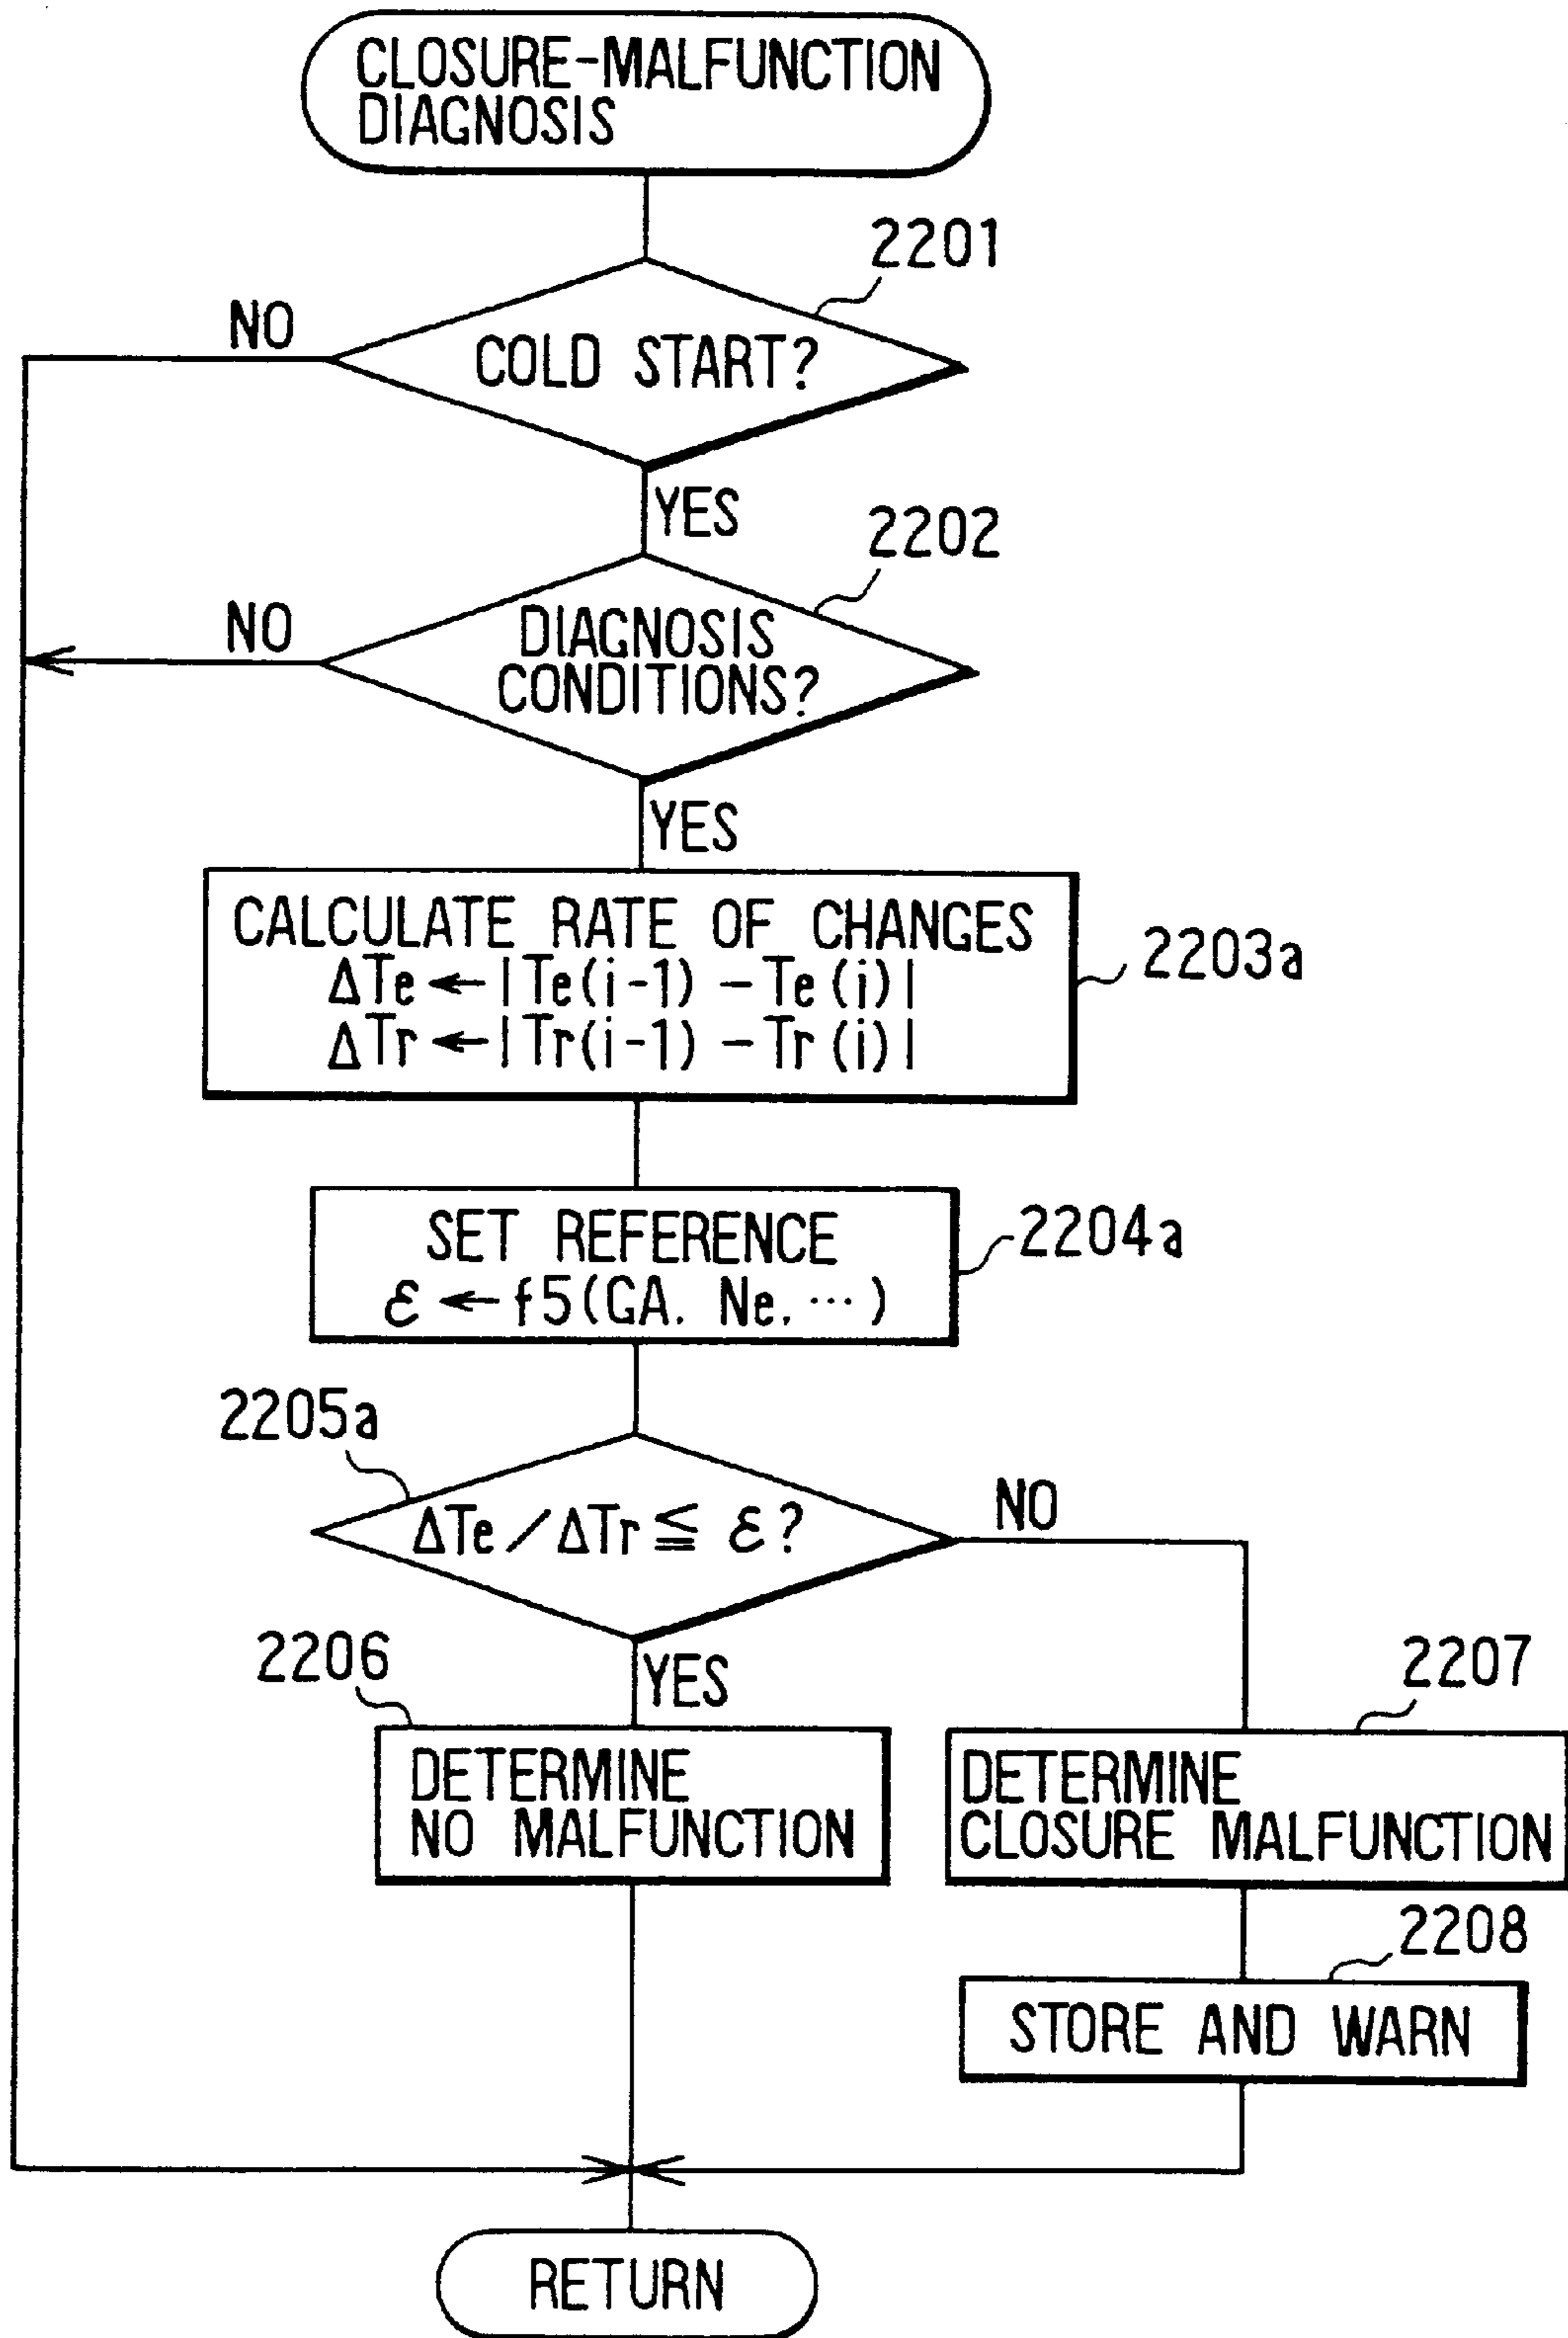 CLOSURE-MALFUNCTION
DIAGNOSIS
2201
NO
COLD START?
YES
2202
NO
DIAGNOSIS
CONDITIONS?
YES
CALCULATE RATE OF CHANGES
ΔTe ← |Te(i-1) - Te(i)|
ΔTr ← |Tr(i-1) - Tr(i)|
2203a
SET REFERENCE
ε ← f5(GA. Ne. ···)
2204a
2205a
ΔTe/ΔTr ≦ ε?
NO
YES
2206
DETERMINE
NO MALFUNCTION
2207
DETERMINE
CLOSURE MALFUNCTION
2208
STORE AND WARN
RETURN